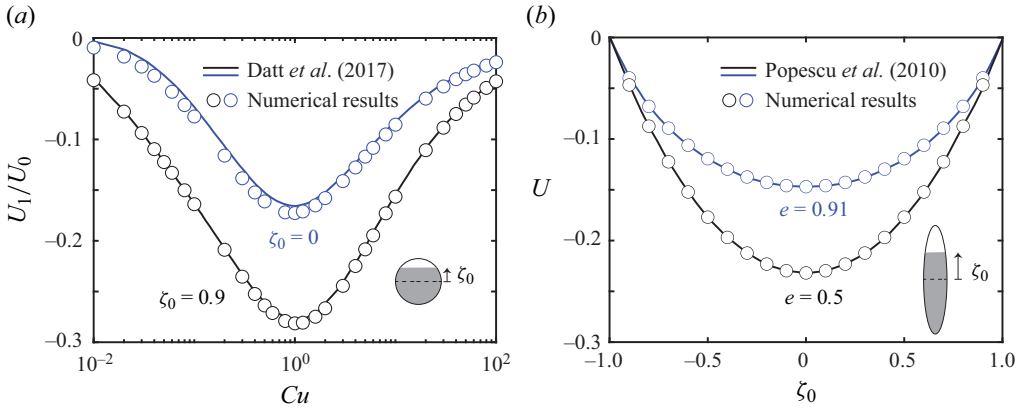 (a)
0
−0.1
−0.2
−0.3
U₁/U₀
Datt et al. (2017)
Numerical results
ζ₀ = 0
ζ₀ = 0.9
ζ₀
10⁻² 10⁰ 10²
Cu
(b)
0
−0.1
−0.2
−0.3
U
Popescu et al. (2010)
Numerical results
e = 0.91
e = 0.5
ζ₀
−1.0 −0.5 0 0.5 1.0
ζ₀